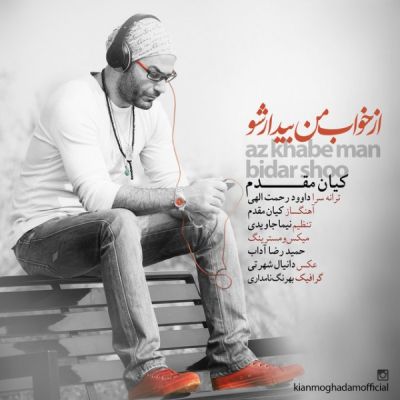 از خواب من بیدار شو
az khabe man
bidar shoo
کیان مقدم
ترانه سرا داوود رحمت الهی
آهنگساز کیان مقدم
تنظیم نیما جاویدی
میکس و مسترینگ
حمید رضا آداب
عکس دانیال شهرتی
گرافیک بهرنگ نامداری
kianmoghadamofficial